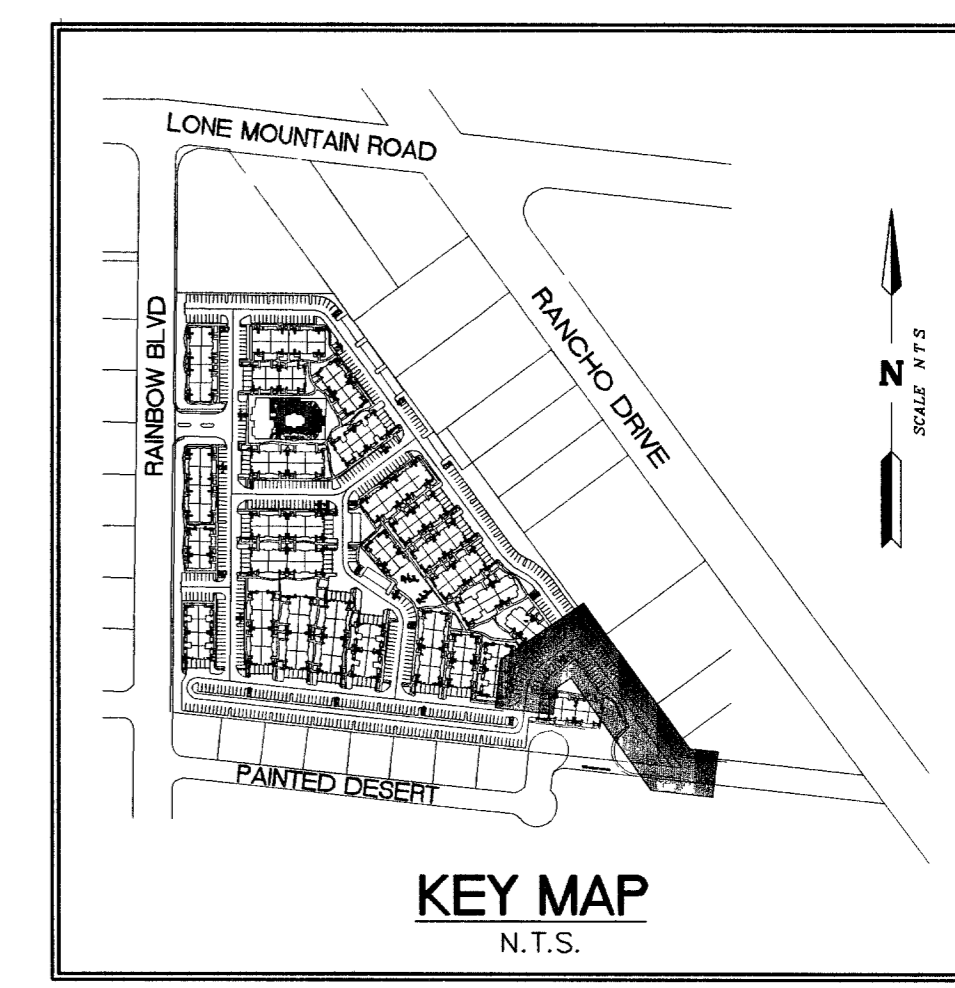 LONE MOUNTAIN ROAD
RAINBOW BLVD
RANCHO DRIVE
N
SCALE NTS
PAINTED DESERT
KEY MAP
N.T.S.